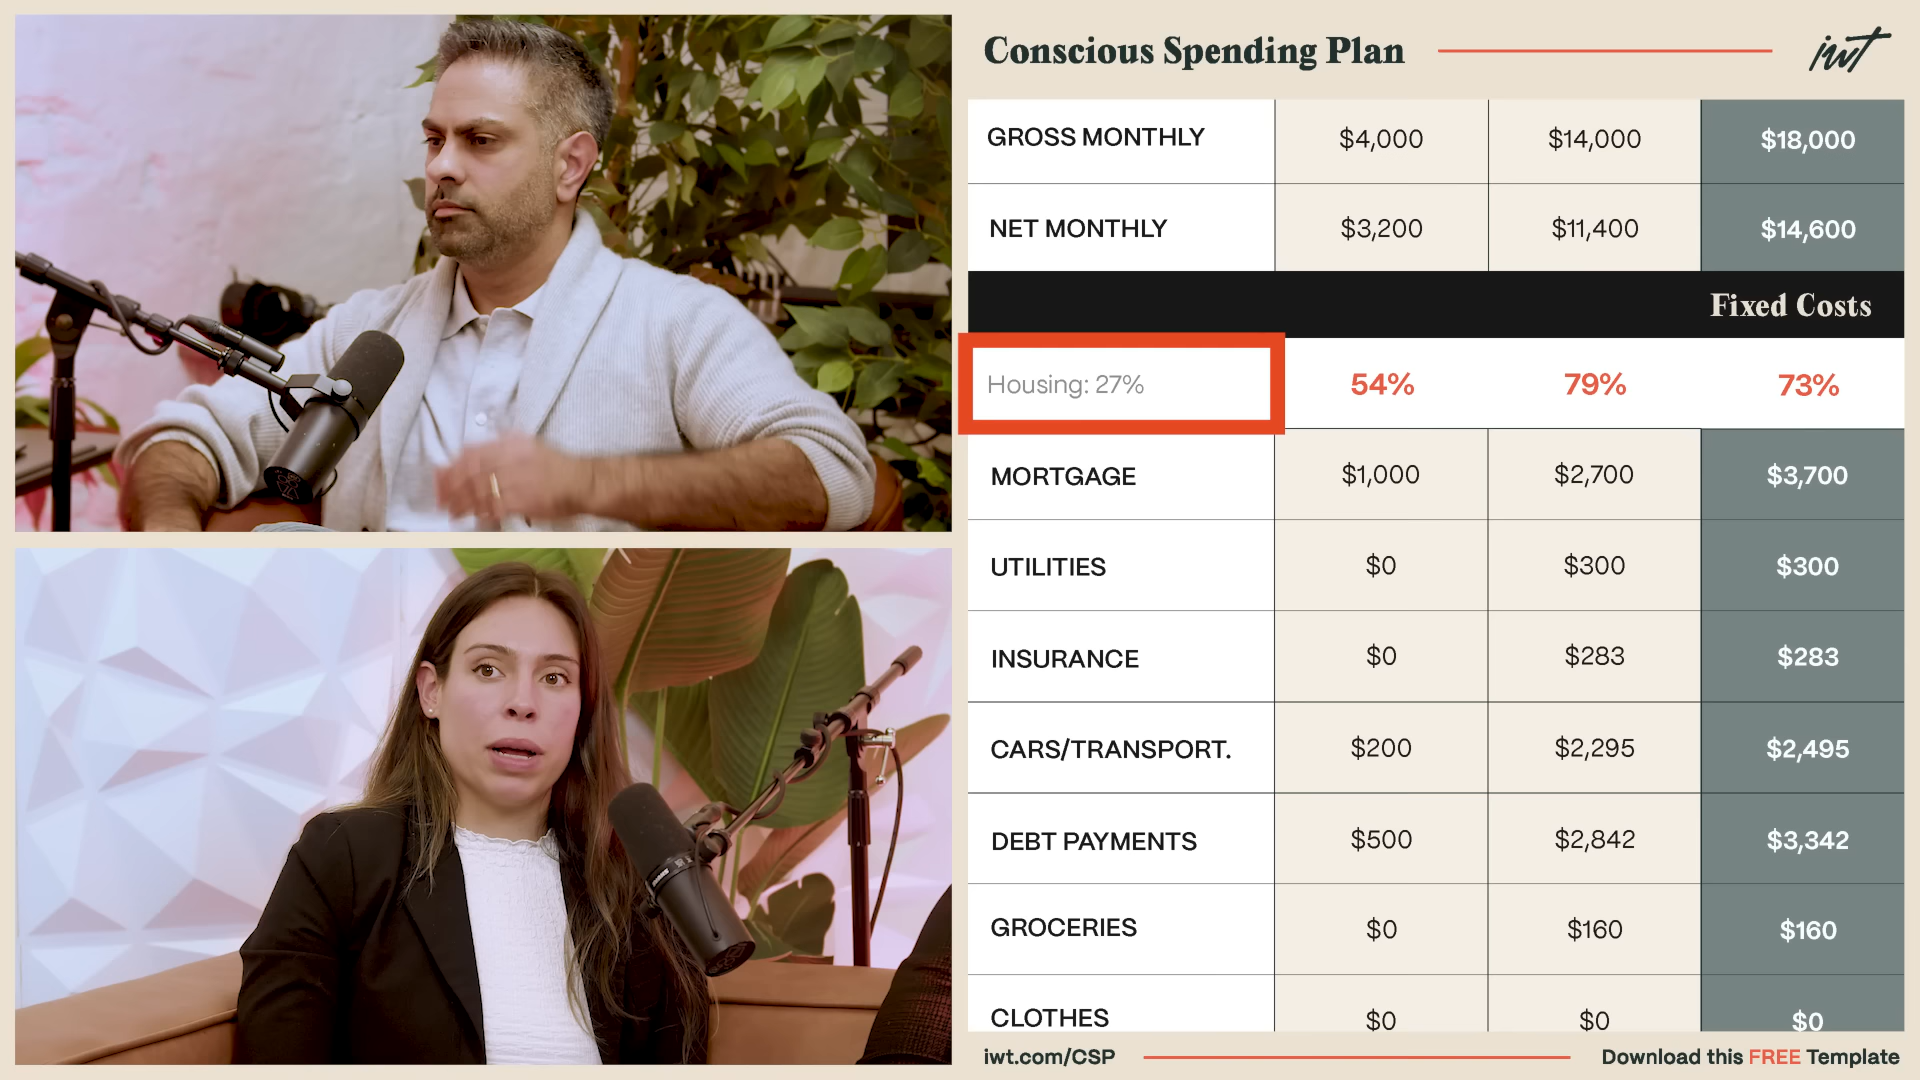 Conscious Spending Plan
iwt
GROSS MONTHLY $4,000 $14,000 $18,000
NET MONTHLY $3,200 $11,400 $14,600
Fixed Costs
Housing: 27% 54% 79% 73%
MORTGAGE $1,000 $2,700 $3,700
UTILITIES $0 $300 $300
INSURANCE $0 $283 $283
CARS/TRANSPORT. $200 $2,295 $2,495
DEBT PAYMENTS $500 $2,842 $3,342
GROCERIES $0 $160 $160
CLOTHES $0 $0 $0
iwt.com/CSP Download this FREE Template